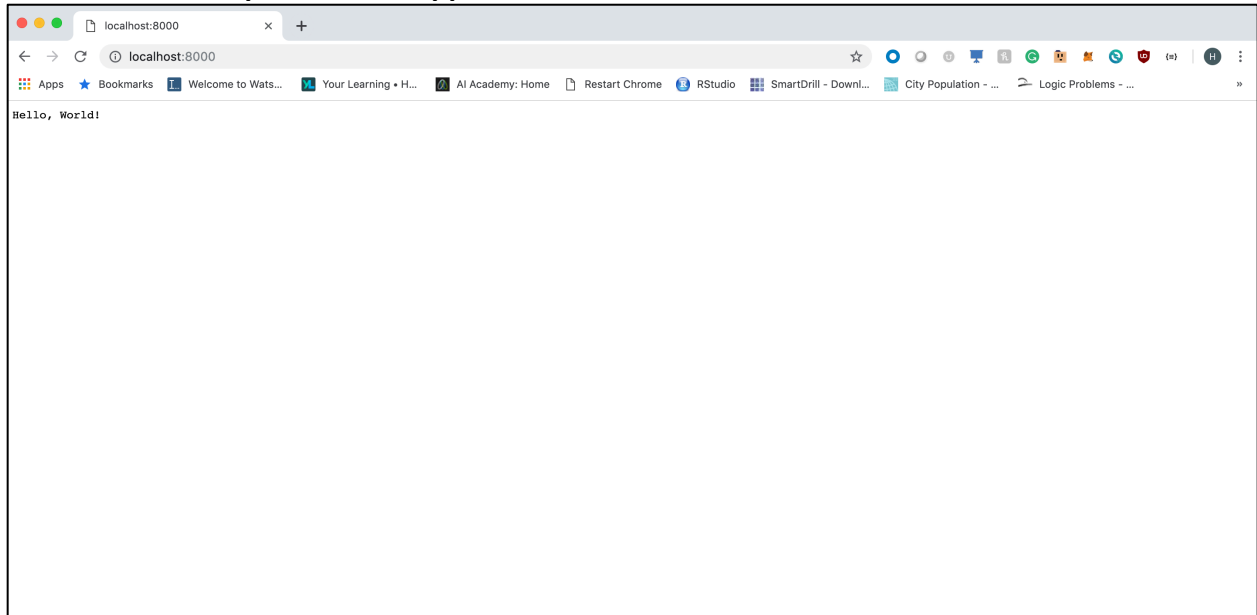 localhost:8000
localhost:8000
Apps Bookmarks Welcome to Wats... Your Learning • H... AI Academy: Home Restart Chrome RStudio SmartDrill - Downl... City Population - ... Logic Problems - ... »
Hello, World!